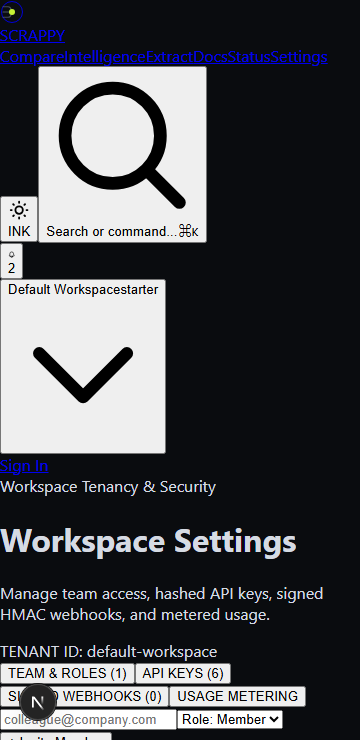 SCRAPPY
CompareIntelligenceExtractDocsStatusSettings
INK
Search or command...⌘K
2
Default Workspacestarter
Sign In
Workspace Tenancy & Security
Workspace Settings
Manage team access, hashed API keys, signed
HMAC webhooks, and metered usage.
TENANT ID: default-workspace
TEAM & ROLES (1) API KEYS (6)
WEBHOOKS (0) USAGE METERING
colleague@company.com Role: Member
N